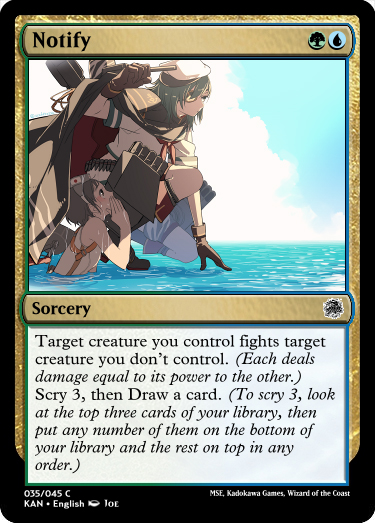 Notify
Sorcery
Target creature you control fights target
creature you don't control. (Each deals
damage equal to its power to the other.)
Scry 3, then Draw a card. (To scry 3, look
at the top three cards of your library, then
put any number of them on the bottom of
your library and the rest on top in any
order.)
035/045 C
KAN • English JOE
MSE, Kadokawa Games, Wizard of the Coast